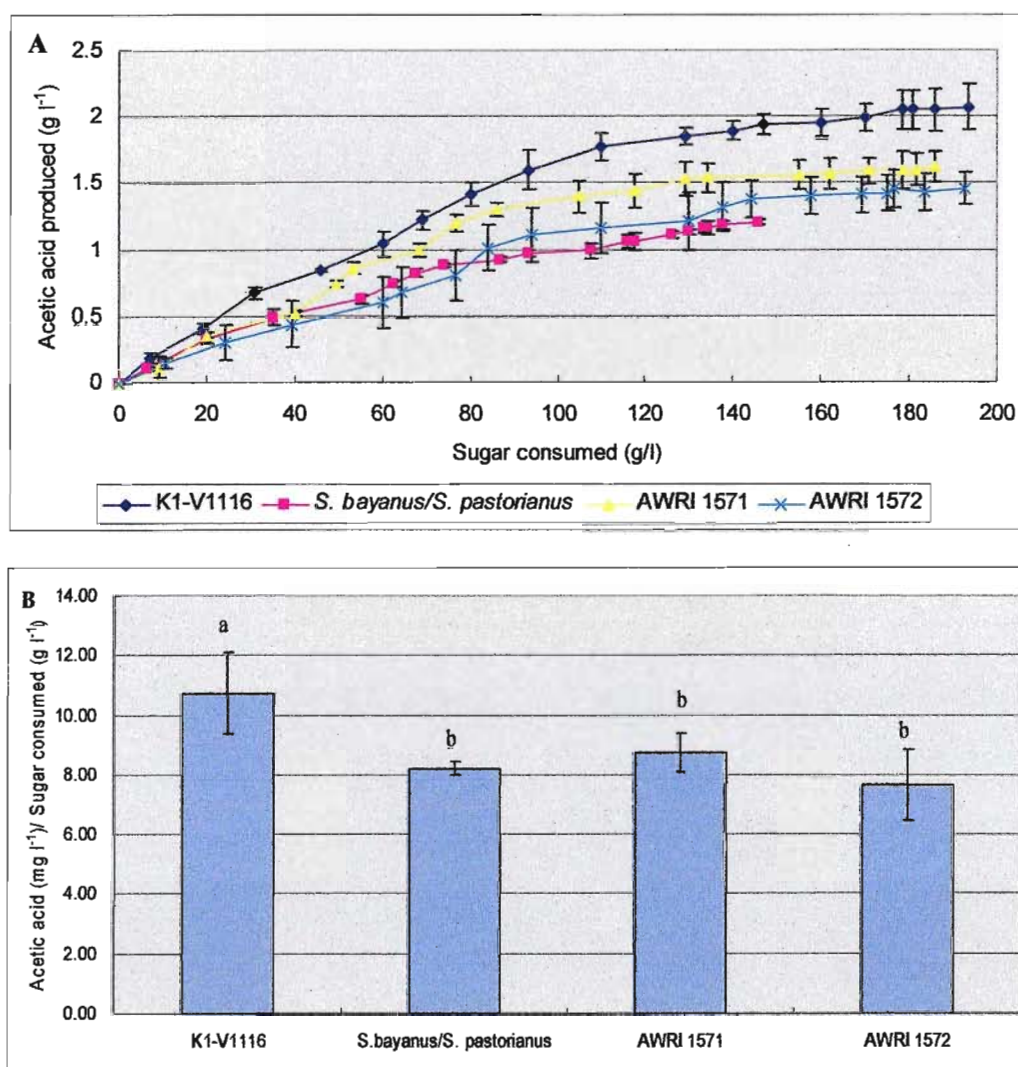 A
2.5
2
1.5
1
0.5
0
Acetic acid produced (g l⁻¹)
0 20 40 60 80 100 120 140 160 180 200
Sugar consumed (g/l)
K1-V1116 S. bayanus/S. pastorianus AWRI 1571 AWRI 1572
B
14.00
12.00
10.00
8.00
6.00
4.00
2.00
0.00
Acetic acid (mg l⁻¹)/ Sugar consumed (g l⁻¹)
a
b
b
b
K1-V1116 S.bayanus/S. pastorianus AWRI 1571 AWRI 1572